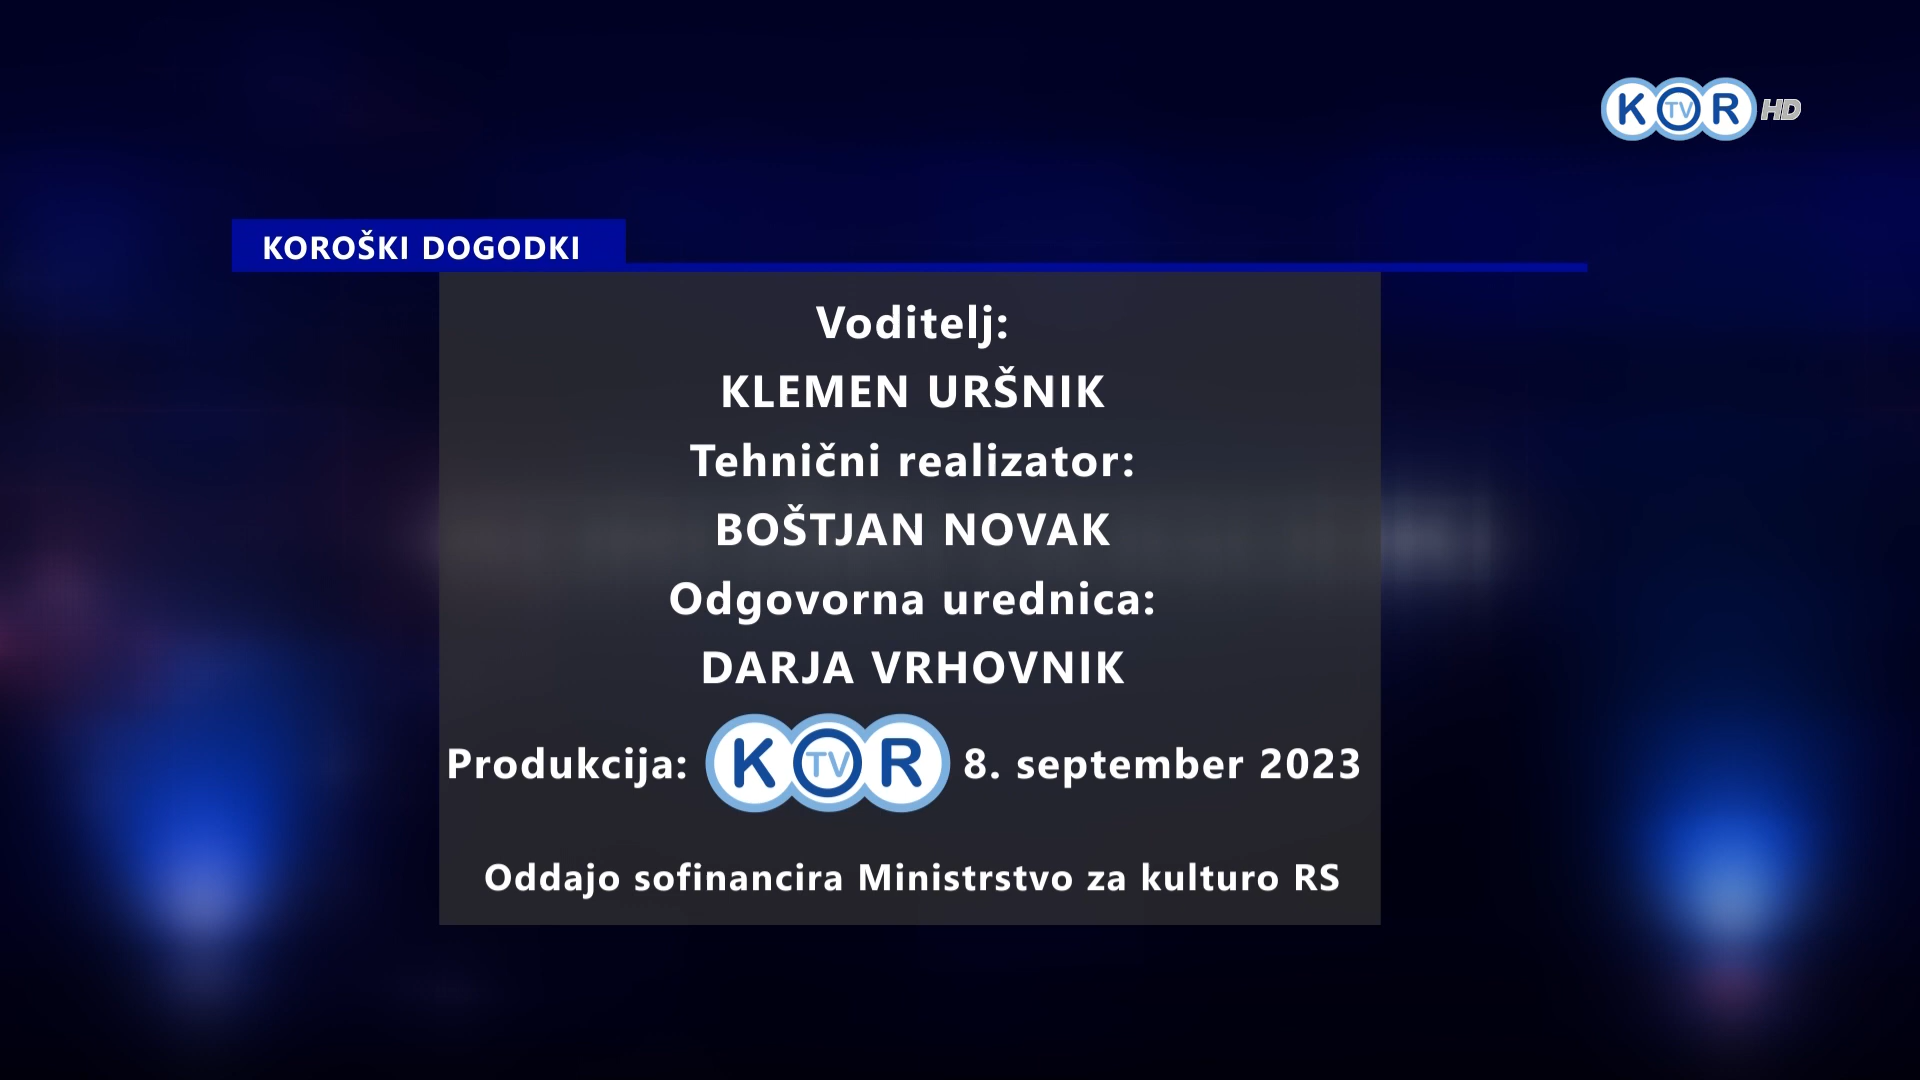 KOR TV HD
KOROŠKI DOGODKI
Voditelj:
KLEMEN URŠNIK
Tehnični realizator:
BOŠTJAN NOVAK
Odgovorna urednica:
DARJA VRHOVNIK
Produkcija: KOR TV 8. september 2023
Oddajo sofinancira Ministrstvo za kulturo RS